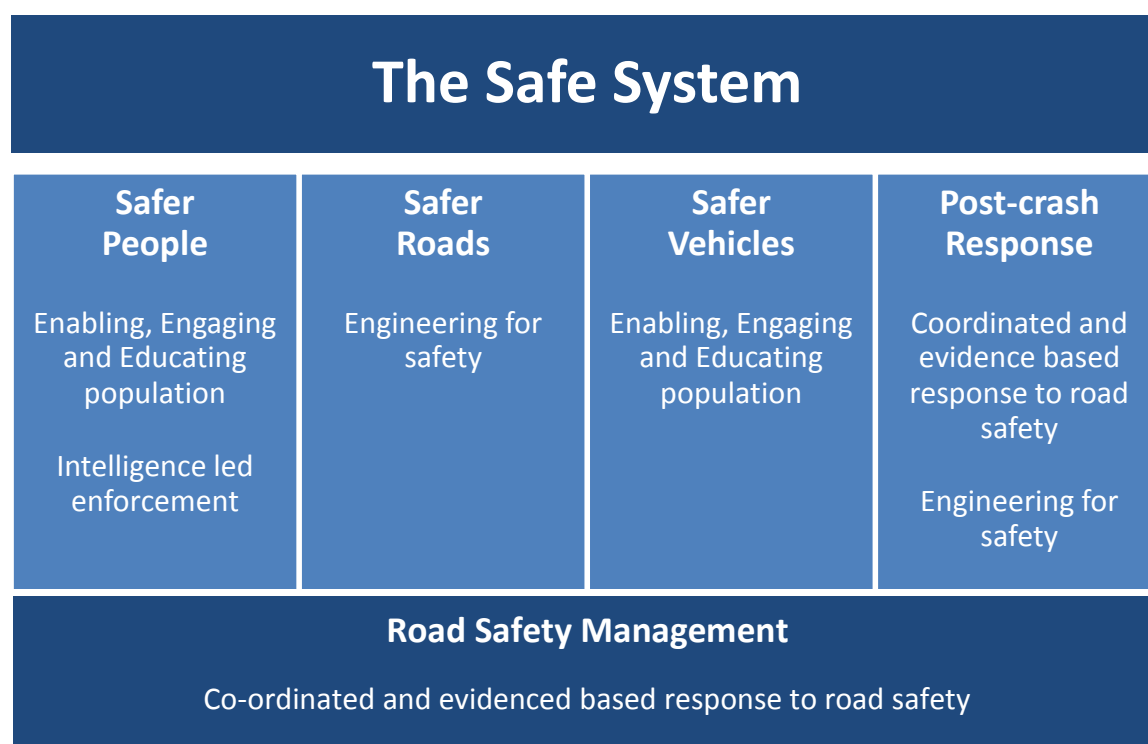 The Safe System
Safer
People
Enabling, Engaging
and Educating
population
Intelligence led
enforcement
Safer
Roads
Engineering for
safety
Safer
Vehicles
Enabling, Engaging
and Educating
population
Post-crash
Response
Coordinated and
evidence based
response to road
safety
Engineering for
safety
Road Safety Management
Co-ordinated and evidenced based response to road safety